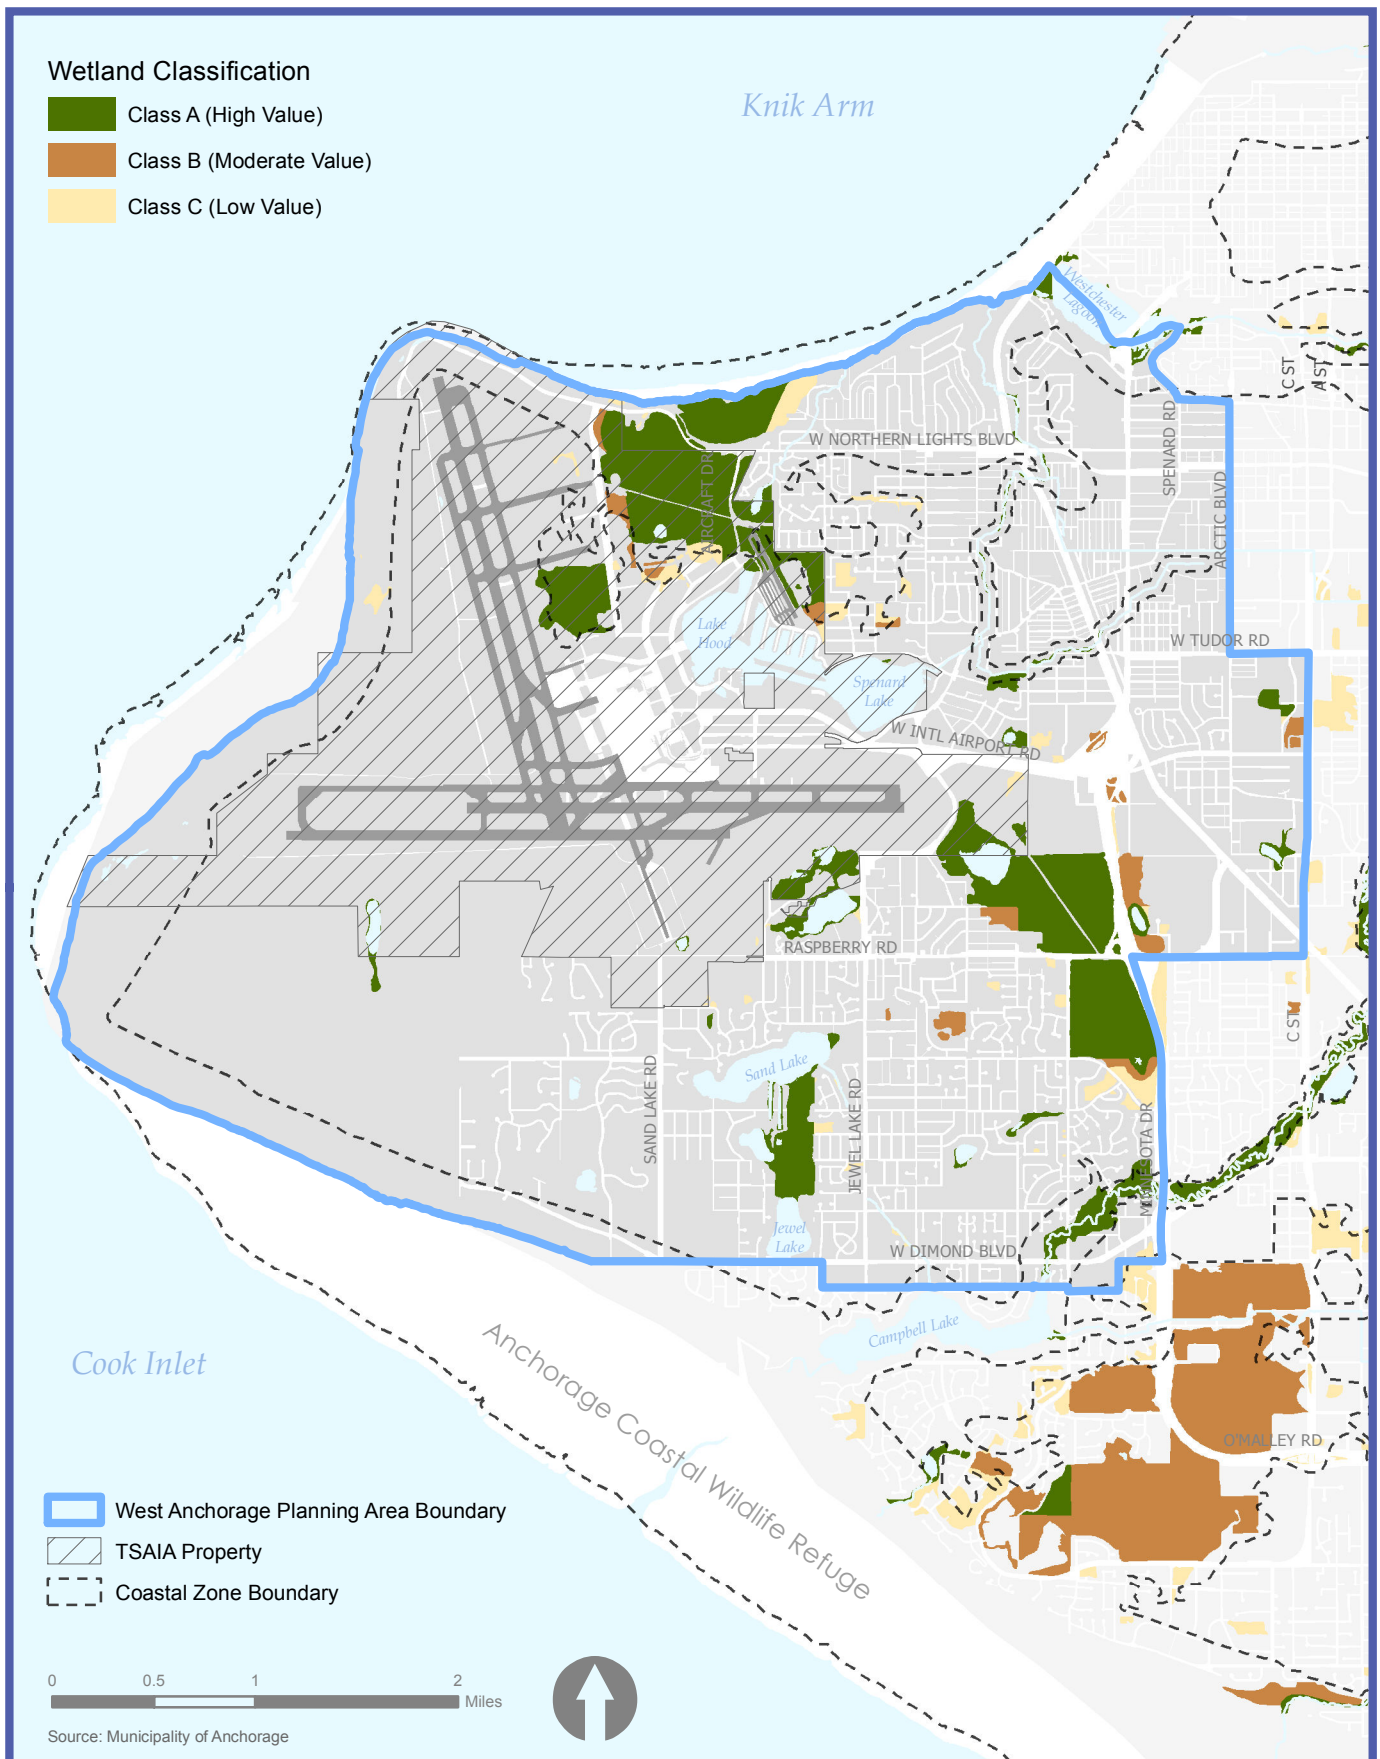 Wetland Classification
Class A (High Value)
Class B (Moderate Value)
Class C (Low Value)
Knik Arm
Westchester
Lagoon
C ST
A ST
W NORTHERN LIGHTS BLVD
SPENARD RD
AIRCRAFT DR
ARCTIC BLVD
Lake
Hood
W TUDOR RD
Spenard
Lake
W INTL AIRPORT RD
RASPBERRY RD
C ST
Sand Lake
SAND LAKE RD
JEWEL LAKE RD
MINNESOTA DR
Jewel
Lake
W DIMOND BLVD
Campbell Lake
Cook Inlet
Anchorage Coastal Wildlife Refuge
O'MALLEY RD
West Anchorage Planning Area Boundary
TSAIA Property
Coastal Zone Boundary
0 0.5 1 2
Miles
Source: Municipality of Anchorage